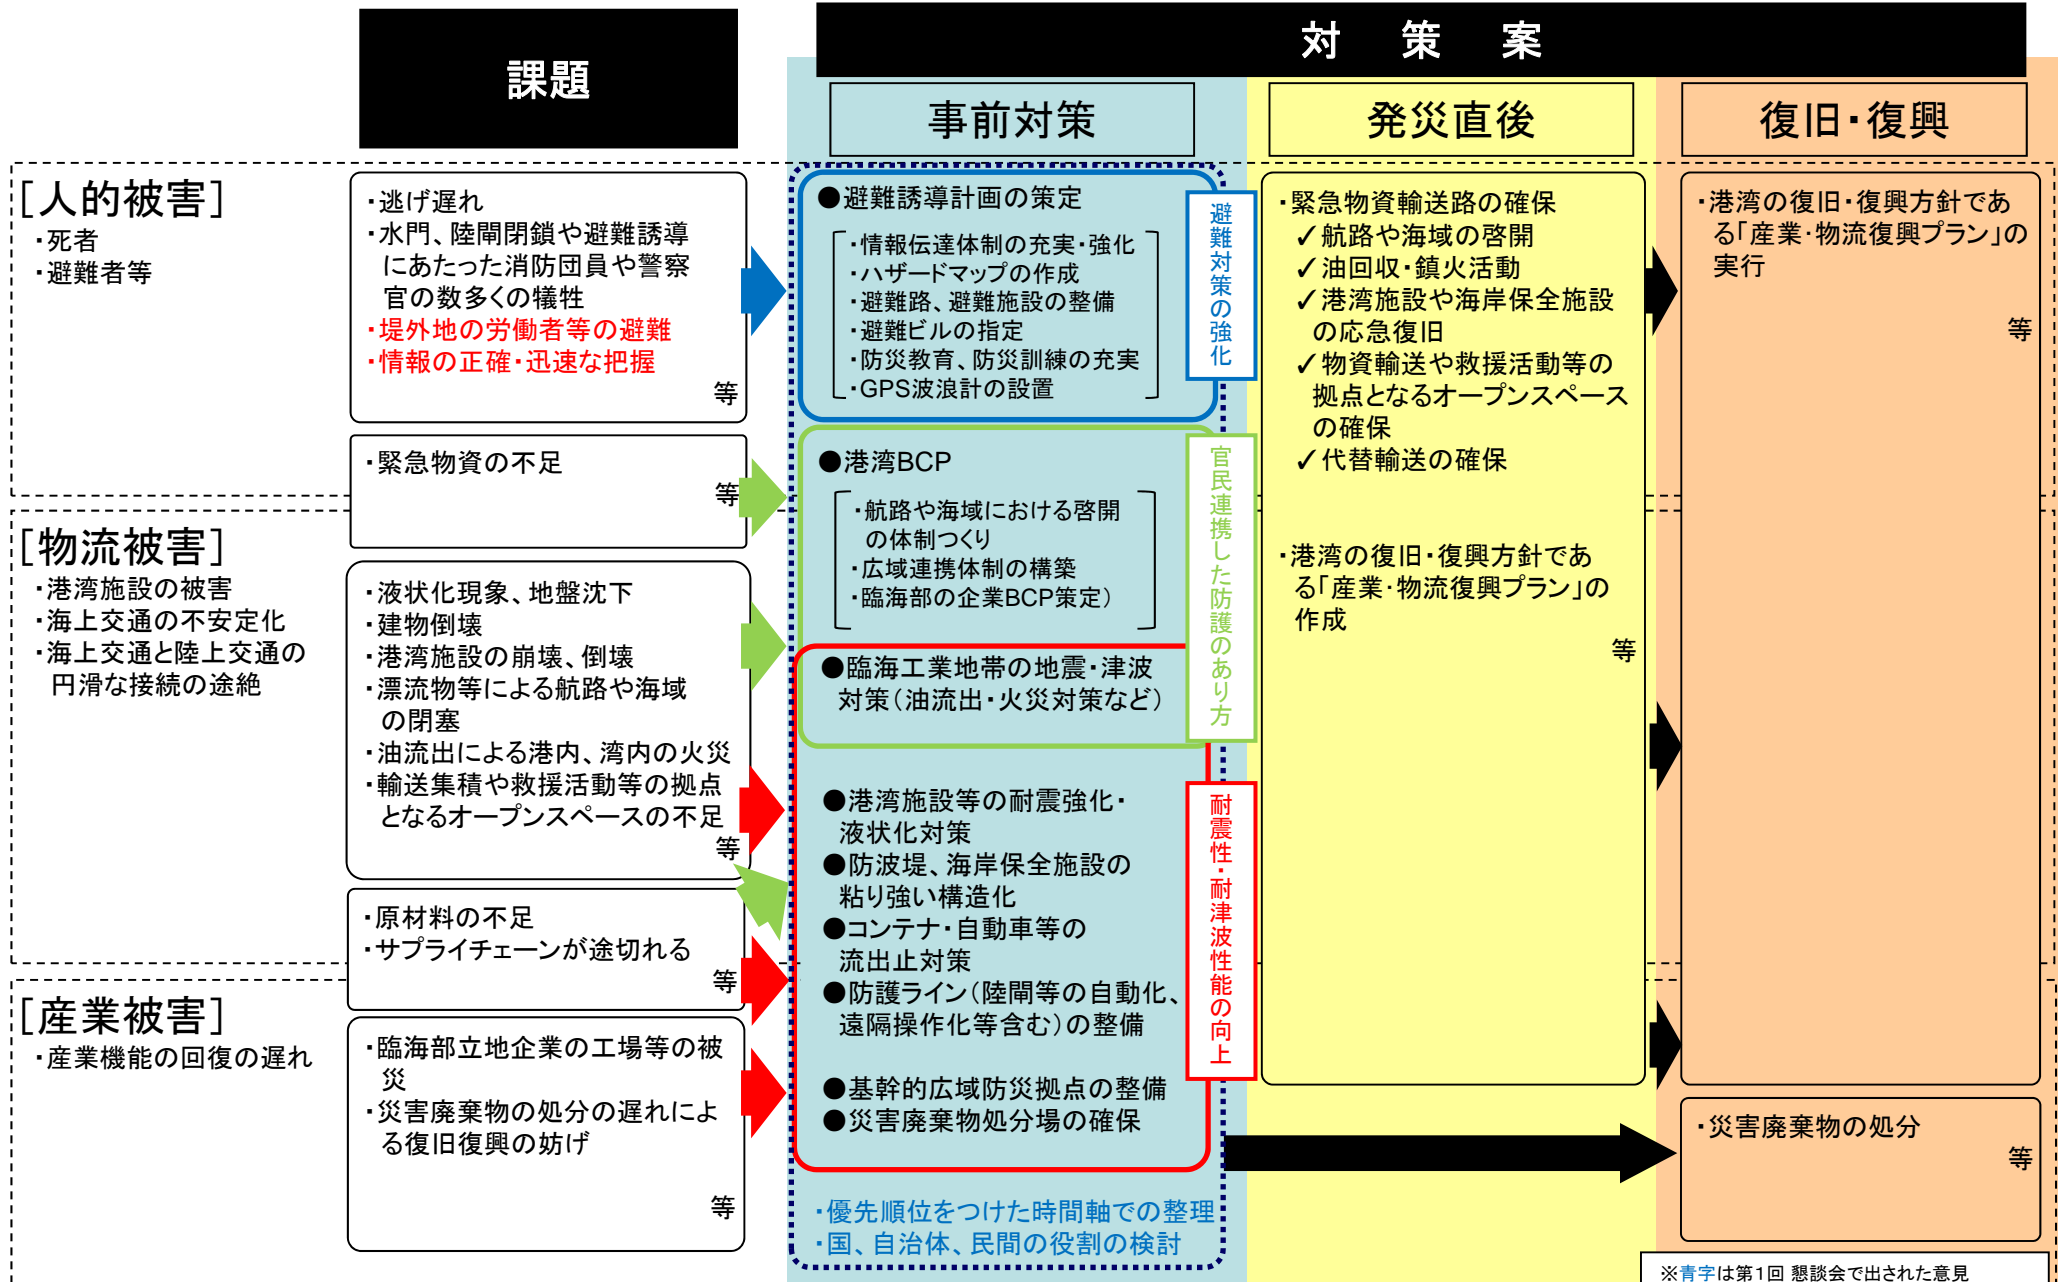 課題
対 策 案
事前対策
発災直後
復旧・復興
［人的被害］
・死者
・避難者等
・逃げ遅れ
・水門、陸閘閉鎖や避難誘導
にあたった消防団員や警察
官の数多くの犠牲
・堤外地の労働者等の避難
・情報の正確・迅速な把握
等
・緊急物資の不足
等
［物流被害］
・港湾施設の被害
・海上交通の不安定化
・海上交通と陸上交通の
円滑な接続の途絶
・液状化現象、地盤沈下
・建物倒壊
・港湾施設の崩壊、倒壊
・漂流物等による航路や海域
の閉塞
・油流出による港内、湾内の火災
・輸送集積や救援活動等の拠点
となるオープンスペースの不足
等
・原材料の不足
・サプライチェーンが途切れる
等
［産業被害］
・産業機能の回復の遅れ
・臨海部立地企業の工場等の被
災
・災害廃棄物の処分の遅れによ
る復旧復興の妨げ
等
●避難誘導計画の策定
・情報伝達体制の充実・強化
・ハザードマップの作成
・避難路、避難施設の整備
・避難ビルの指定
・防災教育、防災訓練の充実
・GPS波浪計の設置
避難対策の強化
●港湾BCP
・航路や海域における啓開
の体制つくり
・広域連携体制の構築
・臨海部の企業BCP策定）
●臨海工業地帯の地震・津波
対策（油流出・火災対策など）
官民連携した防護のあり方
●港湾施設等の耐震強化・
液状化対策
●防波堤、海岸保全施設の
粘り強い構造化
●コンテナ・自動車等の
流出止対策
●防護ライン（陸閘等の自動化、
遠隔操作化等含む）の整備
●基幹的広域防災拠点の整備
●災害廃棄物処分場の確保
耐震性・耐津波性能の向上
・優先順位をつけた時間軸での整理
・国、自治体、民間の役割の検討
・緊急物資輸送路の確保
✓航路や海域の啓開
✓油回収・鎮火活動
✓港湾施設や海岸保全施設
の応急復旧
✓物資輸送や救援活動等の
拠点となるオープンスペース
の確保
✓代替輸送の確保
・港湾の復旧・復興方針であ
る「産業・物流復興プラン」の
作成
等
・港湾の復旧・復興方針であ
る「産業・物流復興プラン」の
実行
等
・災害廃棄物の処分
等
※青字は第1回 懇談会で出された意見